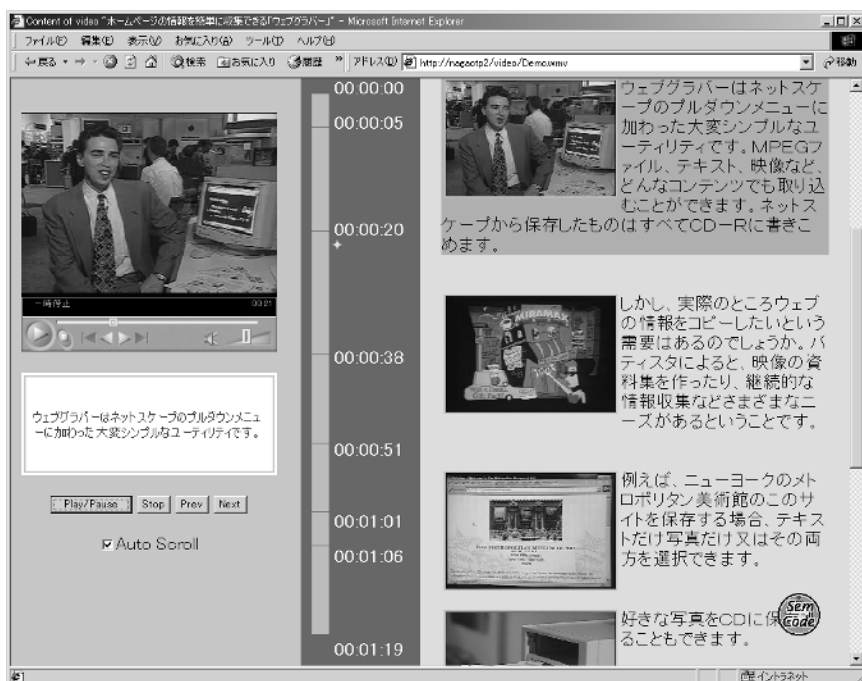 Content of video "ホームページの情報を簡単に収集できる「ウェブグラバー」" - Microsoft Internet Explorer
ファイル(F) 編集(E) 表示(V) お気に入り(A) ツール(T) ヘルプ(H)
戻る 検索 お気に入り 履歴 » アドレス(D) http://nagaotp2/video/Demo.wmv 移動
一時停止 00:21
ウェブグラバーはネットスケープのプルダウンメニュ
ーに加わった大変シンプルなユーティリティです。
Play/Pause Stop Prev Next
Auto Scroll
00:00:00
00:00:05
00:00:20
00:00:38
00:00:51
00:01:01
00:01:06
00:01:19
ウェブグラバーはネットスケ
ープのプルダウンメニューに
加わった大変シンプルなユ
ーティリティです。MPEGフ
ァイル、テキスト、映像など、
どんなコンテンツでも取り込
むことができます。ネットス
ケープから保存したものはすべてCD-Rに書きこ
めます。
MIRAMAX
しかし、実際のところウェブ
の情報をコピーしたいという
需要はあるのでしょうか。バ
ティスタによると、映像の資
料集を作ったり、継続的な
情報収集などさまざまなニ
ーズがあるということです。
例えば、ニューヨークのメト
ロポリタン美術館のこのサ
イトを保存する場合、テキス
トだけ写真だけ又はその両
方を選択できます。
好きな写真をCDに保存す
ることもできます。
Sem
Code
イントラネット